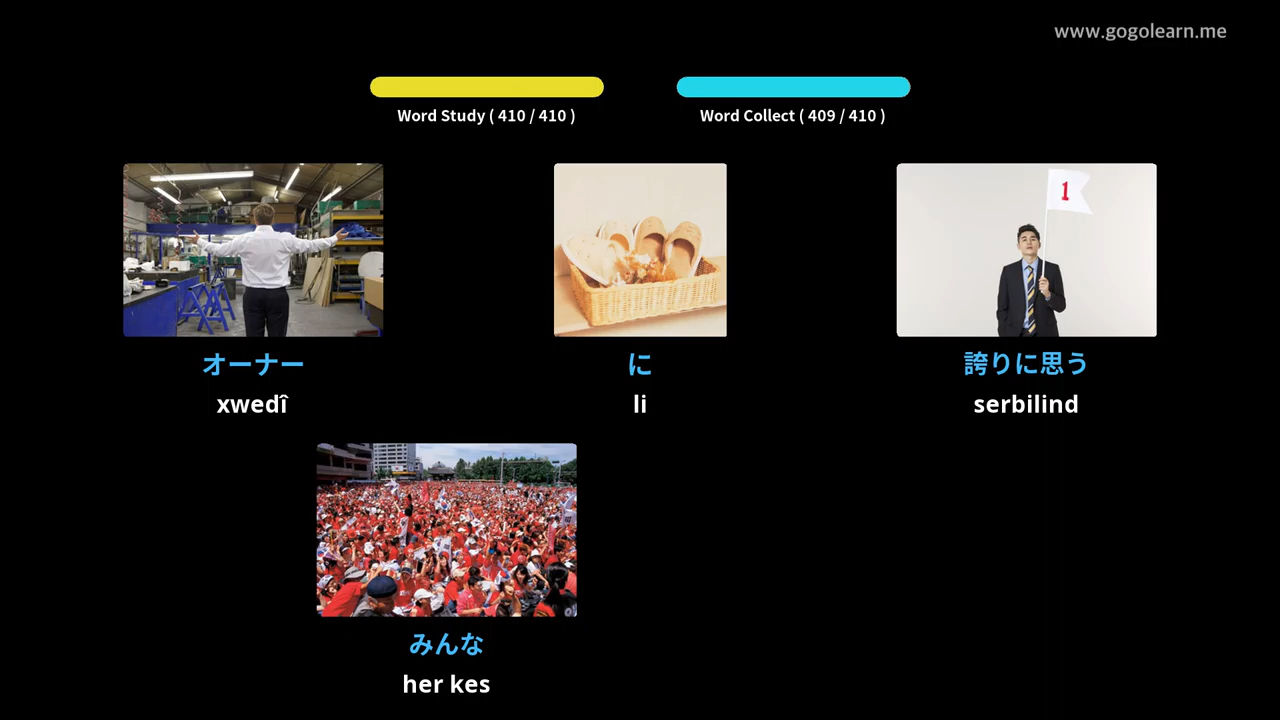 www.gogolearn.me
Word Study ( 410 / 410 )
Word Collect ( 409 / 410 )
1
オーナー
xwedî
に
li
誇りに思う
serbilind
みんな
her kes